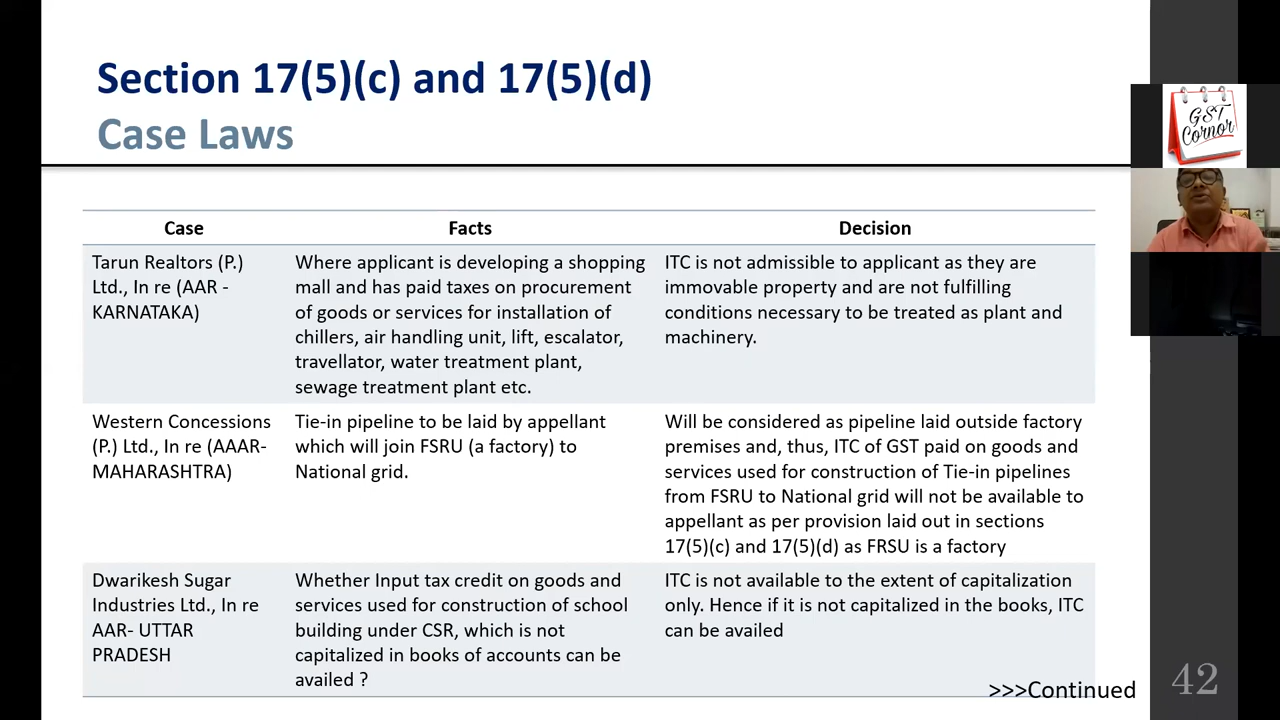 Section 17(5)(c) and 17(5)(d)
Case Laws
GST
Cornor
Case Facts Decision
Tarun Realtors (P.)
Ltd., In re (AAR -
KARNATAKA)
Where applicant is developing a shopping
mall and has paid taxes on procurement
of goods or services for installation of
chillers, air handling unit, lift, escalator,
travellator, water treatment plant,
sewage treatment plant etc.
ITC is not admissible to applicant as they are
immovable property and are not fulfilling
conditions necessary to be treated as plant and
machinery.
Western Concessions
(P.) Ltd., In re (AAAR-
MAHARASHTRA)
Tie-in pipeline to be laid by appellant
which will join FSRU (a factory) to
National grid.
Will be considered as pipeline laid outside factory
premises and, thus, ITC of GST paid on goods and
services used for construction of Tie-in pipelines
from FSRU to National grid will not be available to
appellant as per provision laid out in sections
17(5)(c) and 17(5)(d) as FRSU is a factory
Dwarikesh Sugar
Industries Ltd., In re
AAR- UTTAR
PRADESH
Whether Input tax credit on goods and
services used for construction of school
building under CSR, which is not
capitalized in books of accounts can be
availed ?
ITC is not available to the extent of capitalization
only. Hence if it is not capitalized in the books, ITC
can be availed
>>>Continued
42